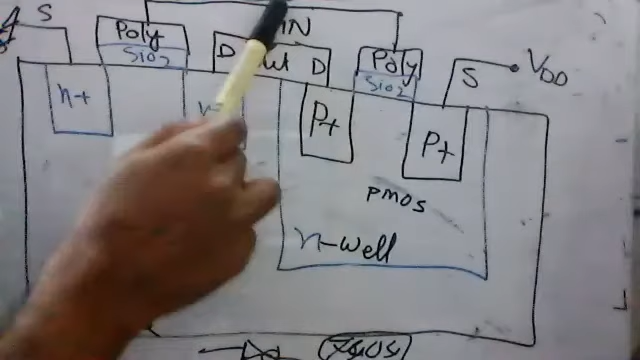 S
Poly
IN
SiO2
D
D
Poly
SiO2
S
VDD
n+
P+
P+
PMOS
n-well